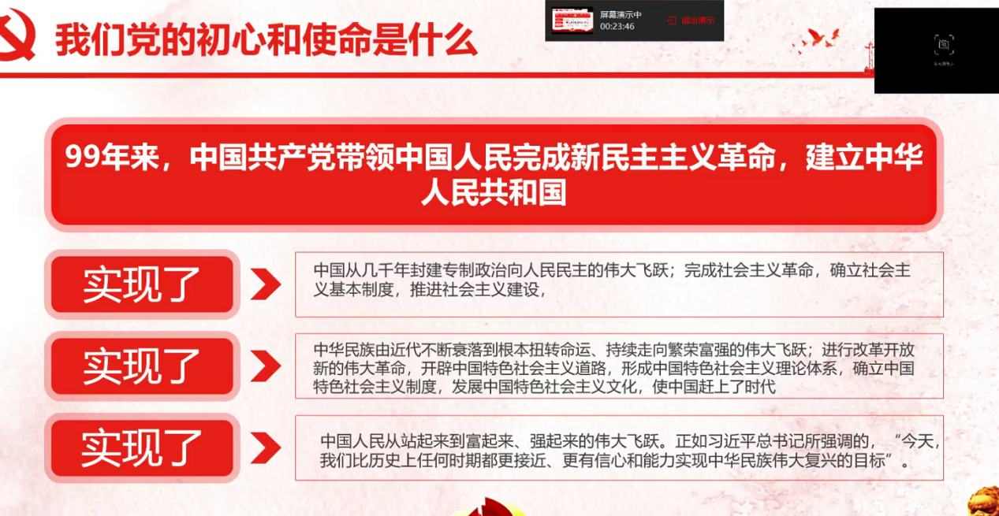 我们党的初心和使命是什么
屏幕演示中
00:23:46
退出演示
99年来，中国共产党带领中国人民完成新民主主义革命，建立中华
人民共和国
实现了
中国从几千年封建专制政治向人民民主的伟大飞跃；完成社会主义革命，确立社会主
义基本制度，推进社会主义建设，
实现了
中华民族由近代不断衰落到根本扭转命运、持续走向繁荣富强的伟大飞跃；进行改革开放
新的伟大革命，开辟中国特色社会主义道路，形成中国特色社会主义理论体系，确立中国
特色社会主义制度，发展中国特色社会主义文化，使中国赶上了时代
实现了
中国人民从站起来到富起来、强起来的伟大飞跃。正如习近平总书记所强调的，“今天，
我们比历史上任何时期都更接近、更有信心和能力实现中华民族伟大复兴的目标”。